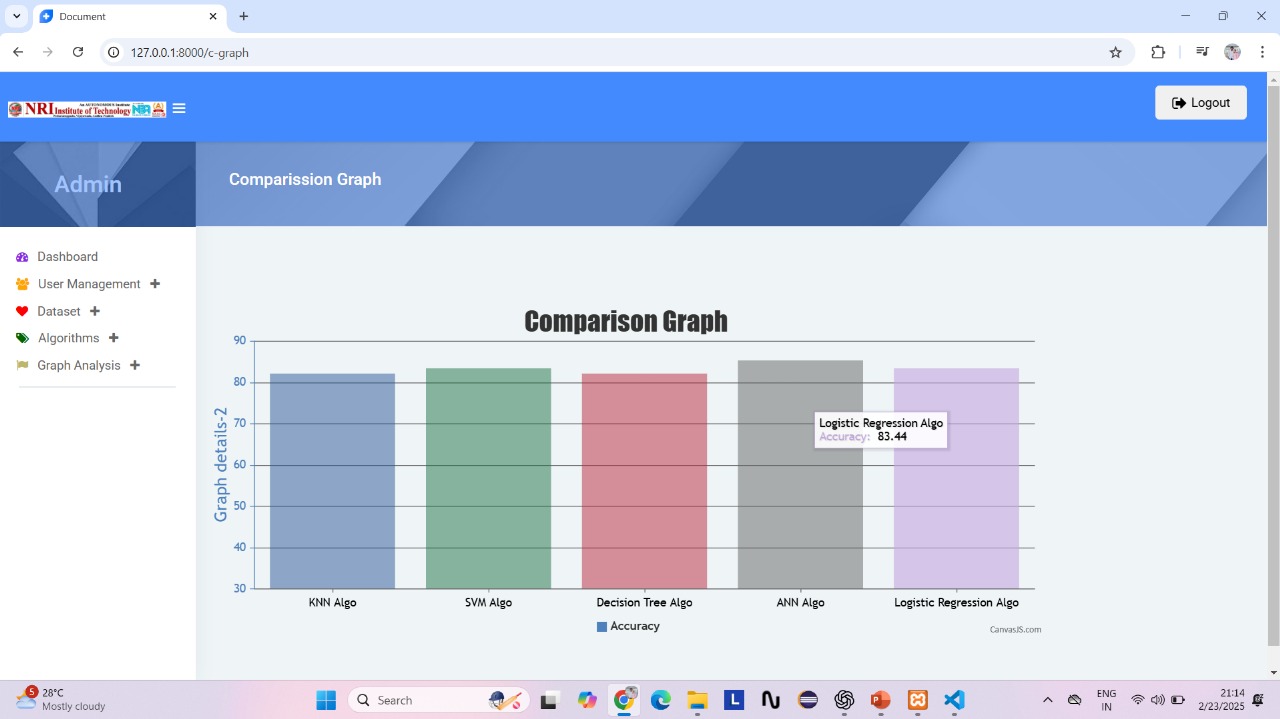 Document
127.0.0.1:8000/c-graph
An AUTONOMOUS Institute
NRI Institute of Technology
Logout
Admin
Comparission Graph
Dashboard
User Management
Dataset
Algorithms
Graph Analysis
Comparison Graph
Graph details-2
90
80
70
60
50
40
30
Logistic Regression Algo
Accuracy: 83.44
KNN Algo SVM Algo Decision Tree Algo ANN Algo Logistic Regression Algo
Accuracy
CanvasJS.com
5
28°C
Mostly cloudy
Search
L
ENG
IN
21:14
2/23/2025